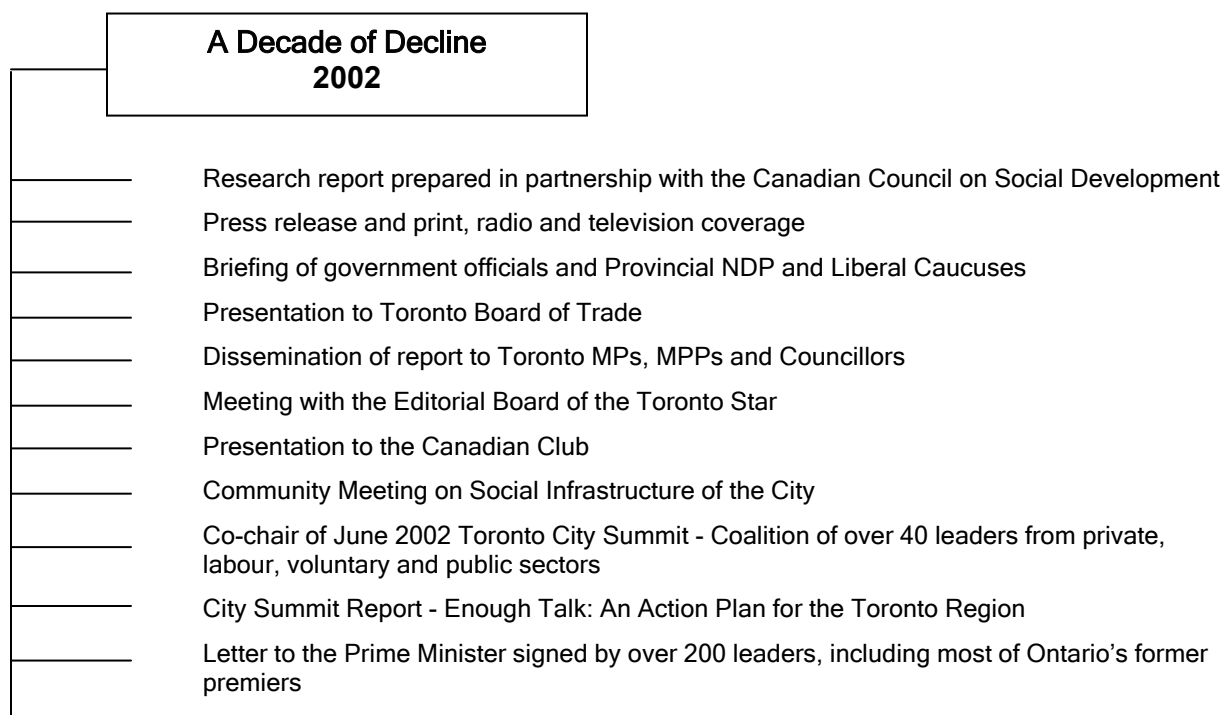 A Decade of Decline
2002
Research report prepared in partnership with the Canadian Council on Social Development
Press release and print, radio and television coverage
Briefing of government officials and Provincial NDP and Liberal Caucuses
Presentation to Toronto Board of Trade
Dissemination of report to Toronto MPs, MPPs and Councillors
Meeting with the Editorial Board of the Toronto Star
Presentation to the Canadian Club
Community Meeting on Social Infrastructure of the City
Co-chair of June 2002 Toronto City Summit - Coalition of over 40 leaders from private,
labour, voluntary and public sectors
City Summit Report - Enough Talk: An Action Plan for the Toronto Region
Letter to the Prime Minister signed by over 200 leaders, including most of Ontario’s former
premiers